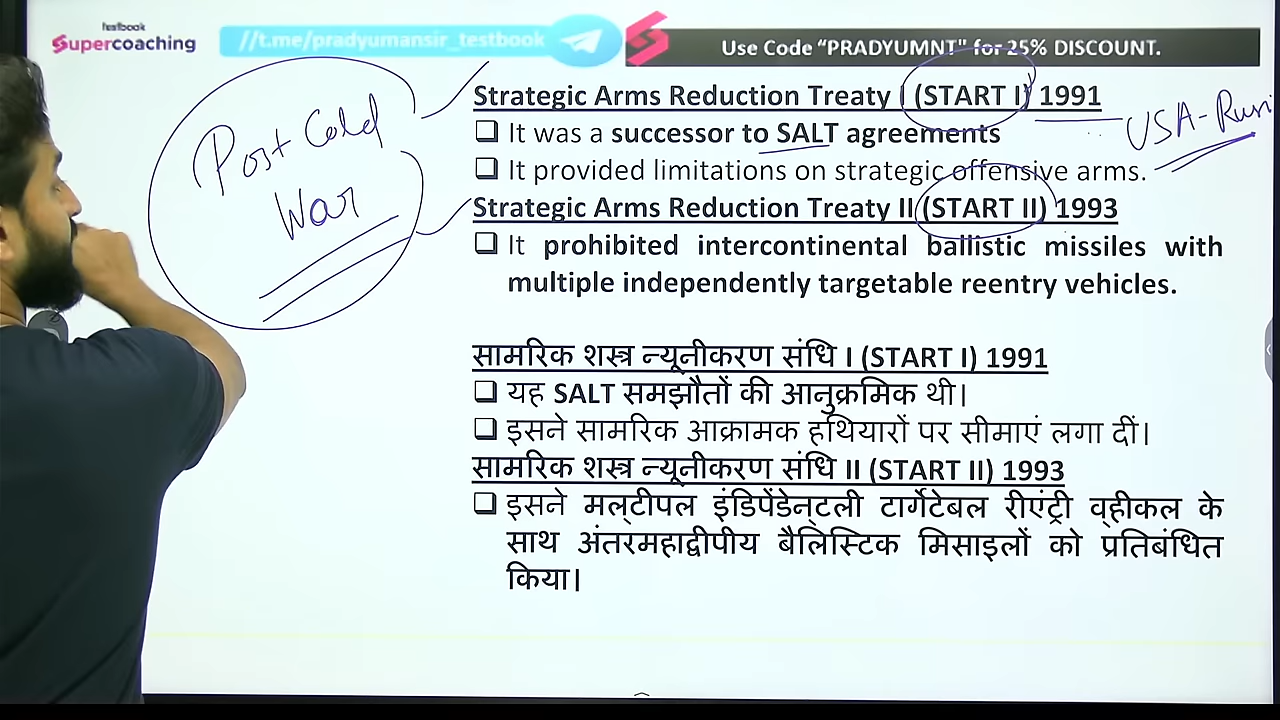 testbook
Supercoaching
//t.me/pradyumansir_testbook
Use Code “PRADYUMNT" for 25% DISCOUNT.
Post Cold
War
Strategic Arms Reduction Treaty I (START I) 1991
USA-Russi
❑ It was a successor to SALT agreements
❑ It provided limitations on strategic offensive arms.
Strategic Arms Reduction Treaty II (START II) 1993
❑ It prohibited intercontinental ballistic missiles with
multiple independently targetable reentry vehicles.
सामरिक शस्त्र न्यूनीकरण संधि I (START I) 1991
❑ यह SALT समझौतों की आनुक्रमिक थी।
❑ इसने सामरिक आक्रामक हथियारों पर सीमाएं लगा दीं।
सामरिक शस्त्र न्यूनीकरण संधि II (START II) 1993
❑ इसने मल्टीपल इंडिपेंडेन्टली टार्गेटेबल रीएंट्री व्हीकल के
साथ अंतरमहाद्वीपीय बैलिस्टिक मिसाइलों को प्रतिबंधित
किया।